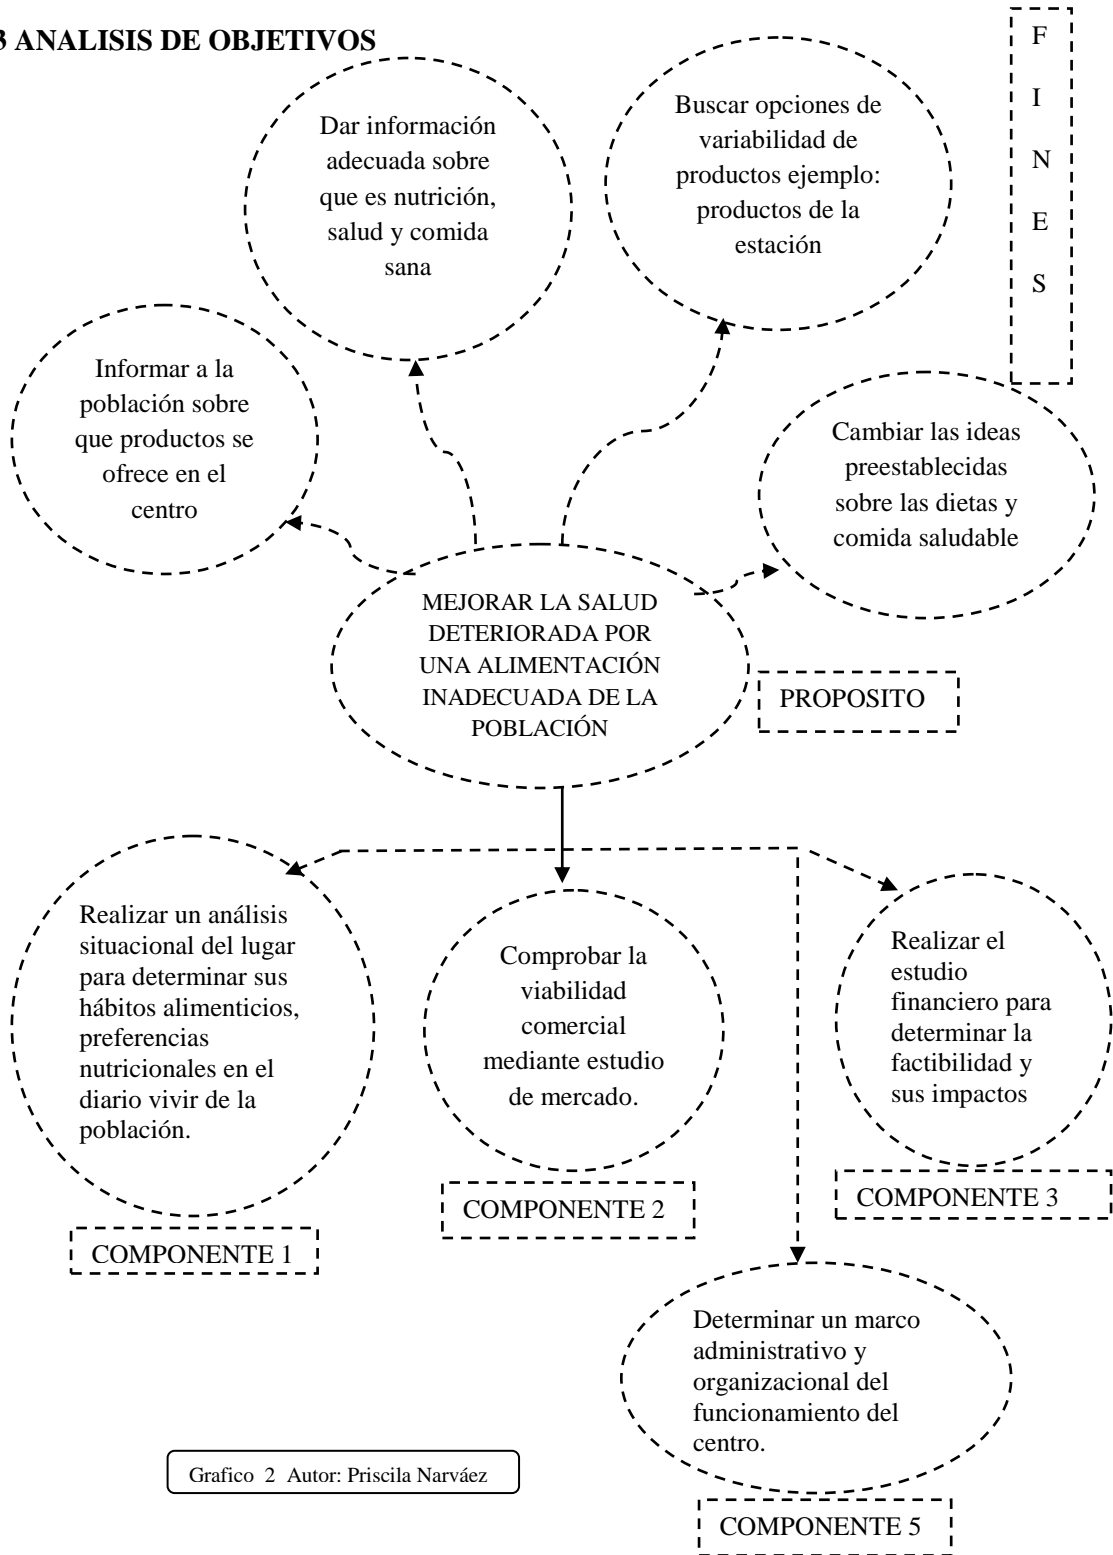 3 ANALISIS DE OBJETIVOS
F
I
N
E
S
Dar información
adecuada sobre
que es nutrición,
salud y comida
sana
Buscar opciones de
variabilidad de
productos ejemplo:
productos de la
estación
Informar a la
población sobre
que productos se
ofrece en el
centro
Cambiar las ideas
preestablecidas
sobre las dietas y
comida saludable
MEJORAR LA SALUD
DETERIORADA POR
UNA ALIMENTACIÓN
INADECUADA DE LA
POBLACIÓN
PROPOSITO
Realizar un análisis
situacional del lugar
para determinar sus
hábitos alimenticios,
preferencias
nutricionales en el
diario vivir de la
población.
COMPONENTE 1
Comprobar la
viabilidad
comercial
mediante estudio
de mercado.
COMPONENTE 2
Realizar el
estudio
financiero para
determinar la
factibilidad y
sus impactos
COMPONENTE 3
Determinar un marco
administrativo y
organizacional del
funcionamiento del
centro.
COMPONENTE 5
Grafico 2 Autor: Priscila Narváez